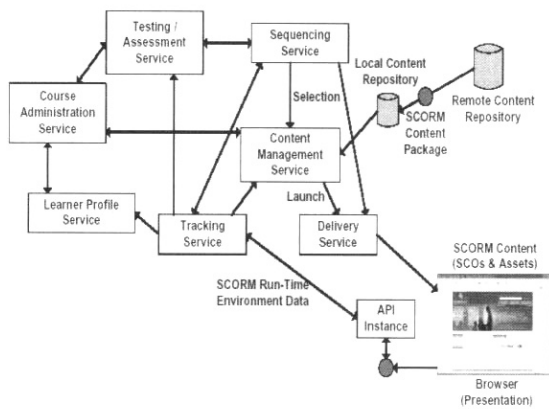 Testing /
Assessment
Service
Sequencing
Service
Local Content
Repository
Remote Content
Repository
Course
Administration
Service
Selection
SCORM
Content
Package
Content
Management
Service
Learner Profile
Service
Launch
Tracking
Service
Delivery
Service
SCORM Content
(SCOs & Assets)
SCORM Run-Time
Environment Data
API
Instance
Browser
(Presentation)